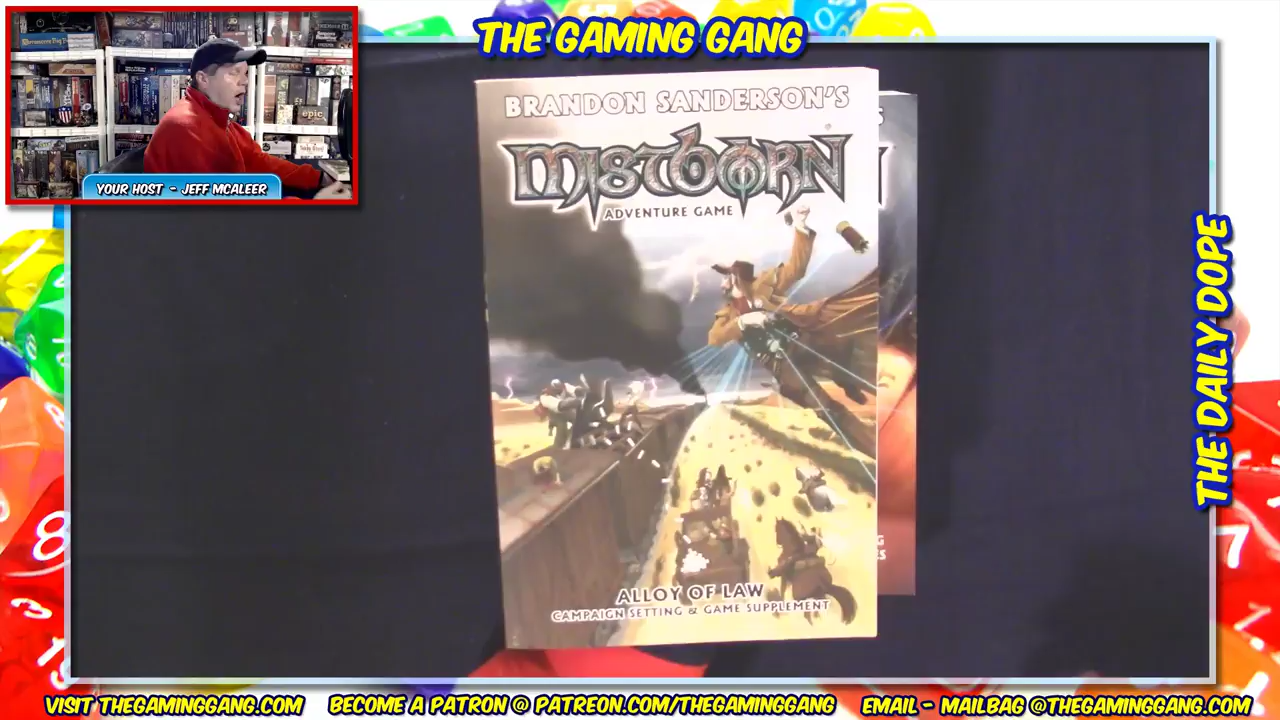 THE GAMING GANG
YOUR HOST - JEFF MCALEER
epic
BRANDON SANDERSON'S
MISTBORN®
ADVENTURE GAME
ALLOY OF LAW
CAMPAIGN SETTING & GAME SUPPLEMENT
THE DAILY DOPE
VISIT THEGAMINGGANG.COM
BECOME A PATRON @ PATREON.COM/THEGAMINGGANG
EMAIL - MAILBAG @THEGAMINGGANG.COM